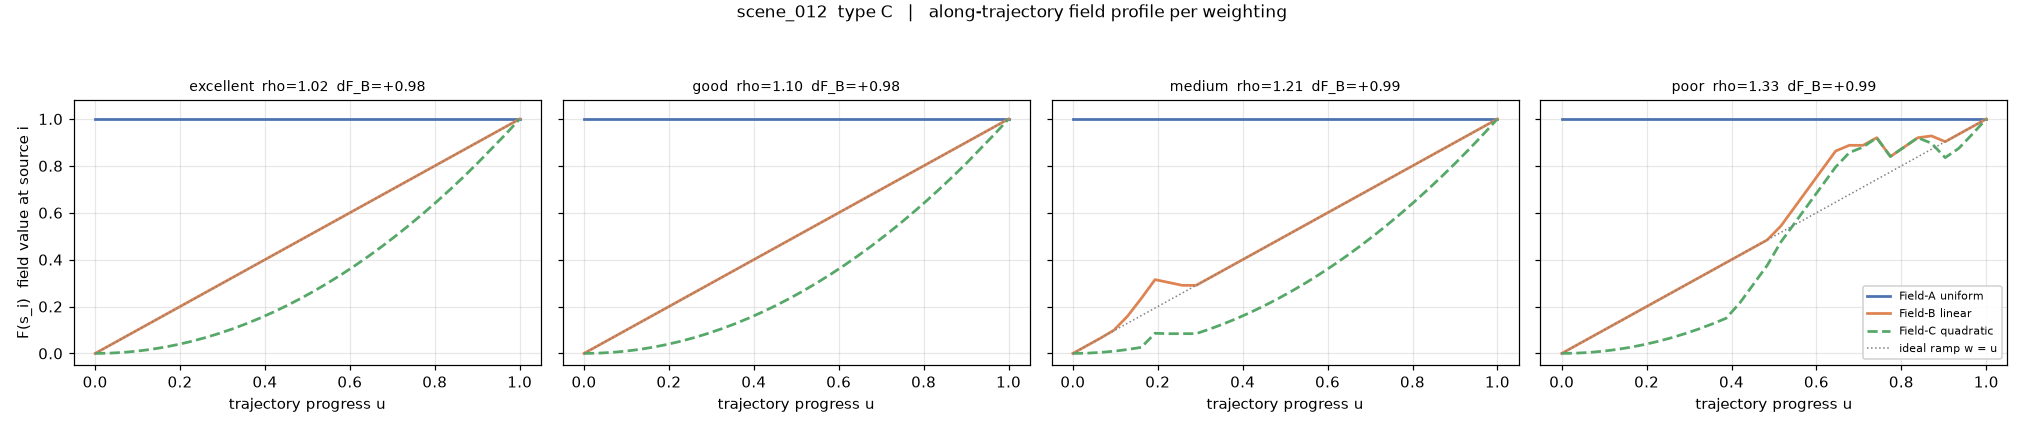 scene_012  type C   |   along-trajectory field profile per weighting
excellent  rho=1.02  dF_B=+0.98
good  rho=1.10  dF_B=+0.98
medium  rho=1.21  dF_B=+0.99
poor  rho=1.33  dF_B=+0.99
F(s_i)  field value at source i
1.0
0.8
0.6
0.4
0.2
0.0
0.0 0.2 0.4 0.6 0.8 1.0
0.0 0.2 0.4 0.6 0.8 1.0
0.0 0.2 0.4 0.6 0.8 1.0
0.0 0.2 0.4 0.6 0.8 1.0
trajectory progress u
trajectory progress u
trajectory progress u
trajectory progress u
Field-A uniform
Field-B linear
Field-C quadratic
ideal ramp w = u